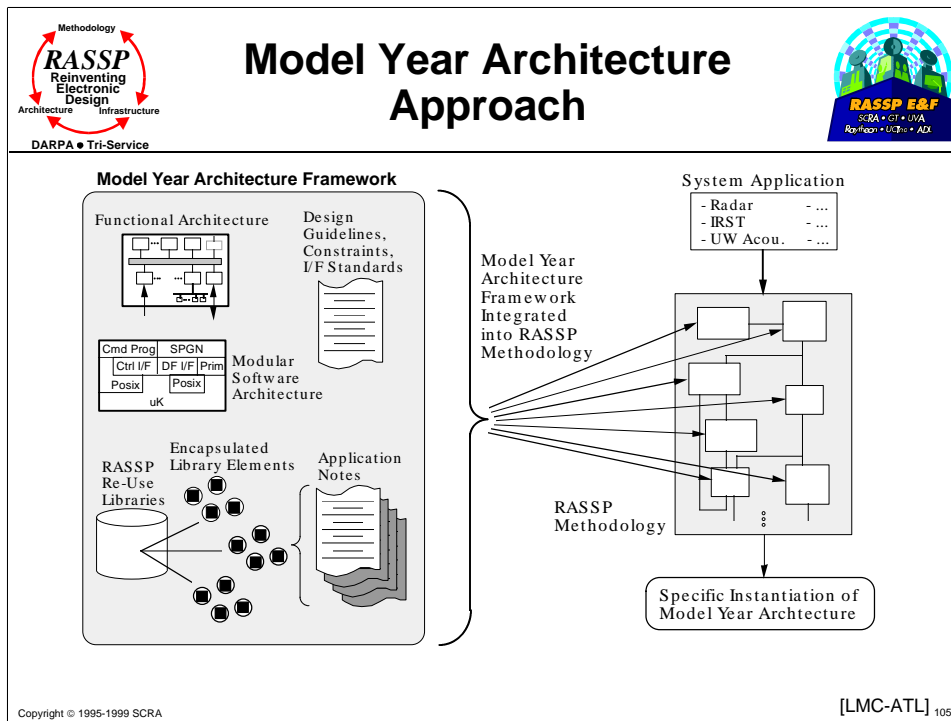 Methodology
RASSP
Reinventing
Electronic
Design
Architecture
Infrastructure
DARPA ● Tri-Service
Model Year Architecture
Approach
RASSP E&F
SCRA • GT • UVA
Raytheon • UCinc • ADL
Model Year Architecture Framework
Functional Architecture
Design
Guidelines,
Constraints,
I/F Standards
Cmd Prog
SPGN
Ctrl I/F
DF I/F
Prim
Posix
Posix
uK
Modular
Software
Architecture
RASSP
Re-Use
Libraries
Encapsulated
Library Elements
Application
Notes
Model Year
Architecture
Framework
Integrated
into RASSP
Methodology
System Application
- Radar - ...
- IRST - ...
- UW Acou. - ...
RASSP
Methodology
Specific Instantiation of
Model Year Archtecture
Copyright © 1995-1999 SCRA
[LMC-ATL]
105